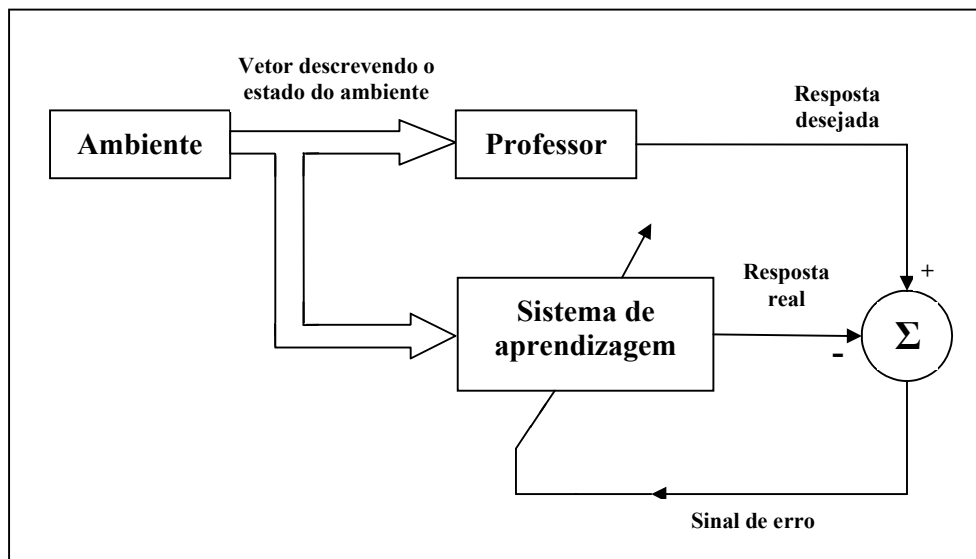 Vetor descrevendo o
estado do ambiente
Ambiente
Professor
Resposta
desejada
+
Sistema de
aprendizagem
Resposta
real
-
Σ
Sinal de erro